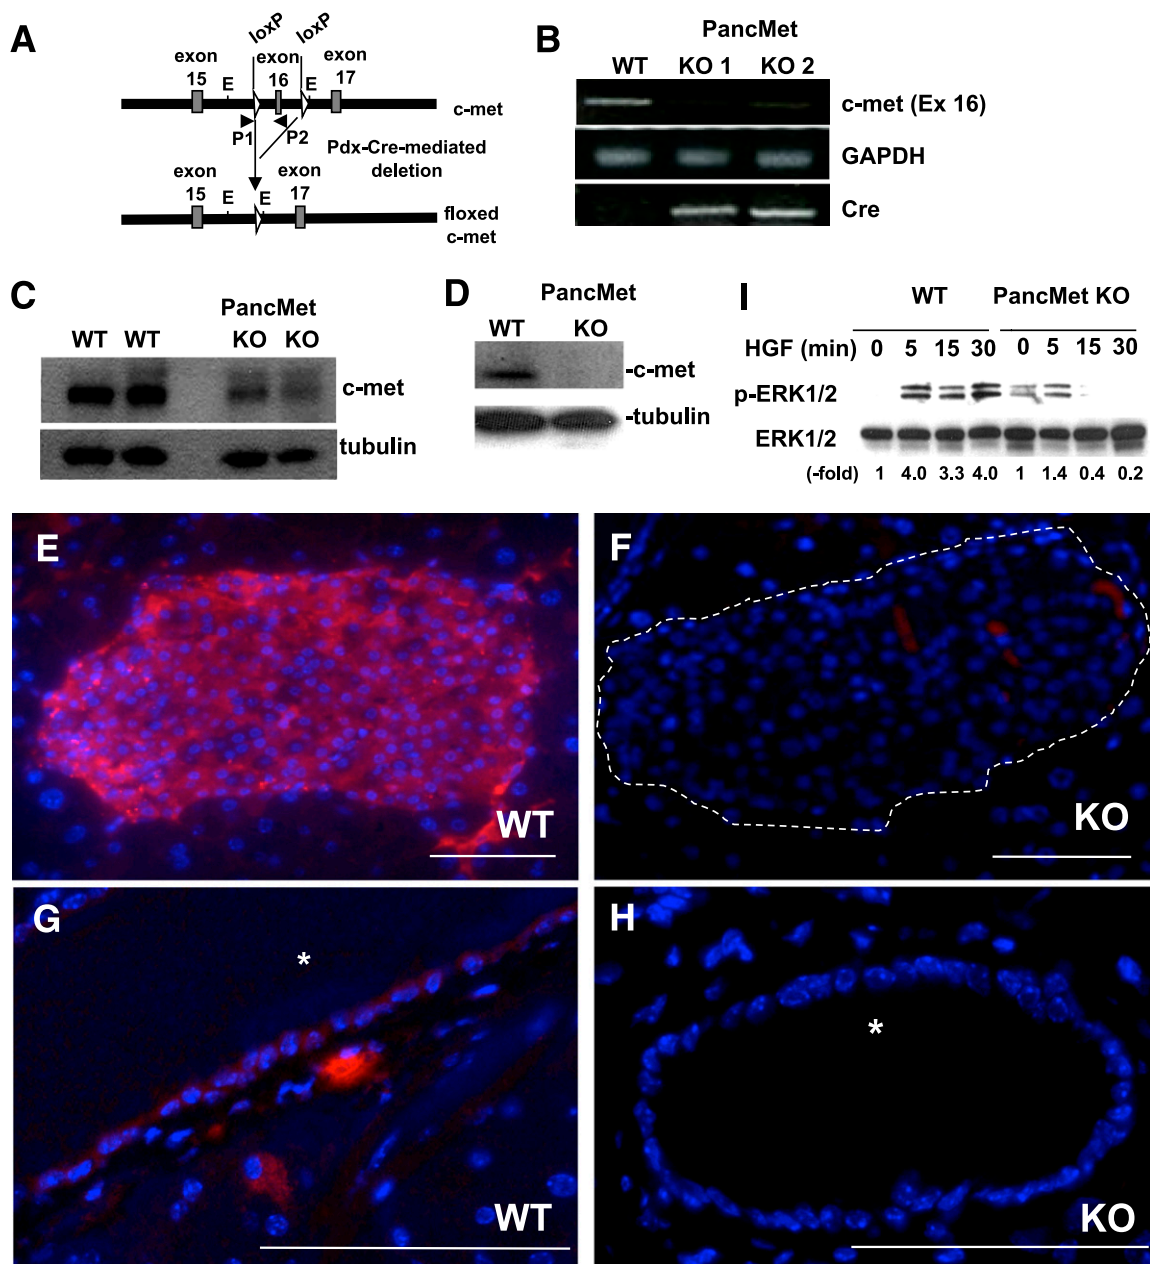 A
loxP loxP
exon exon exon
15 E 16 E 17
c-met
P1 P2
Pdx-Cre-mediated
deletion
exon exon
15 E E 17
floxed
c-met
B
PancMet
WT KO 1 KO 2
c-met (Ex 16)
GAPDH
Cre
C
PancMet
WT WT KO KO
c-met
tubulin
D
PancMet
WT KO
-c-met
-tubulin
I
WT PancMet KO
HGF (min) 0 5 15 30 0 5 15 30
p-ERK1/2
ERK1/2
(-fold) 1 4.0 3.3 4.0 1 1.4 0.4 0.2
E
WT
F
KO
G
*
WT
H
*
KO